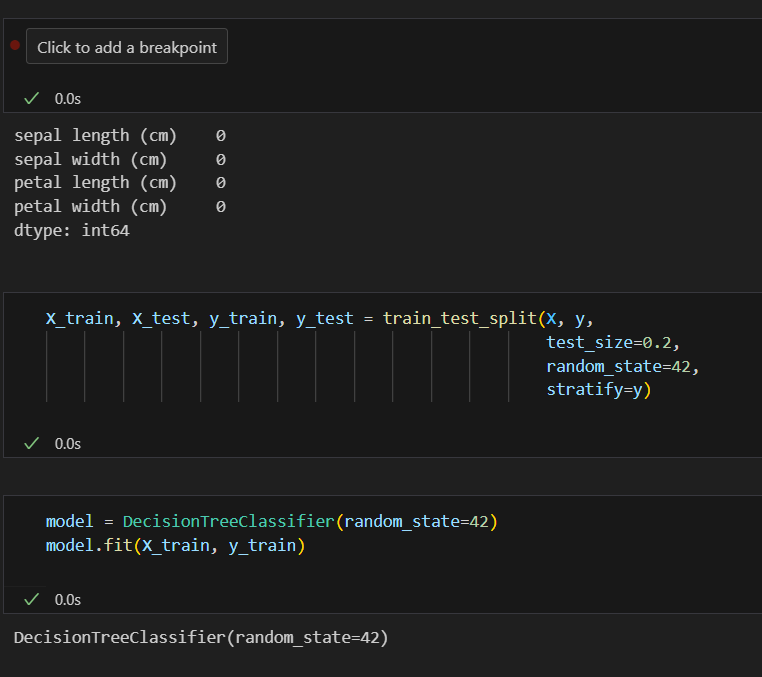 Click to add a breakpoint
0.0s
sepal length (cm)    0
sepal width (cm)     0
petal length (cm)    0
petal width (cm)     0
dtype: int64
X_train, X_test, y_train, y_test = train_test_split(X, y,
test_size=0.2,
random_state=42,
stratify=y)
0.0s
model = DecisionTreeClassifier(random_state=42)
model.fit(X_train, y_train)
0.0s
DecisionTreeClassifier(random_state=42)